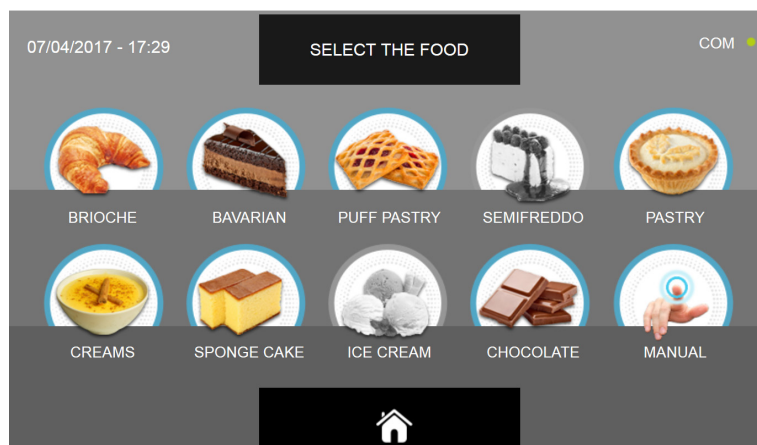 07/04/2017 - 17:29
SELECT THE FOOD
COM
BRIOCHE
BAVARIAN
PUFF PASTRY
SEMIFREDDO
PASTRY
CREAMS
SPONGE CAKE
ICE CREAM
CHOCOLATE
MANUAL